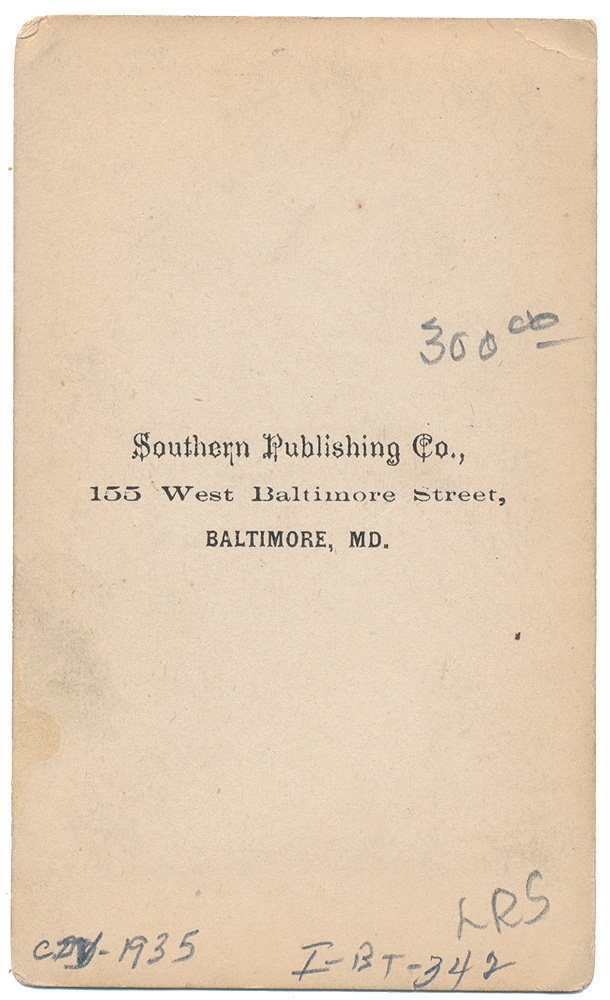 300 00
Southern Publishing Co.,
155 West Baltimore Street,
BALTIMORE, MD.
LRS
CDV-1935
I-BT-342